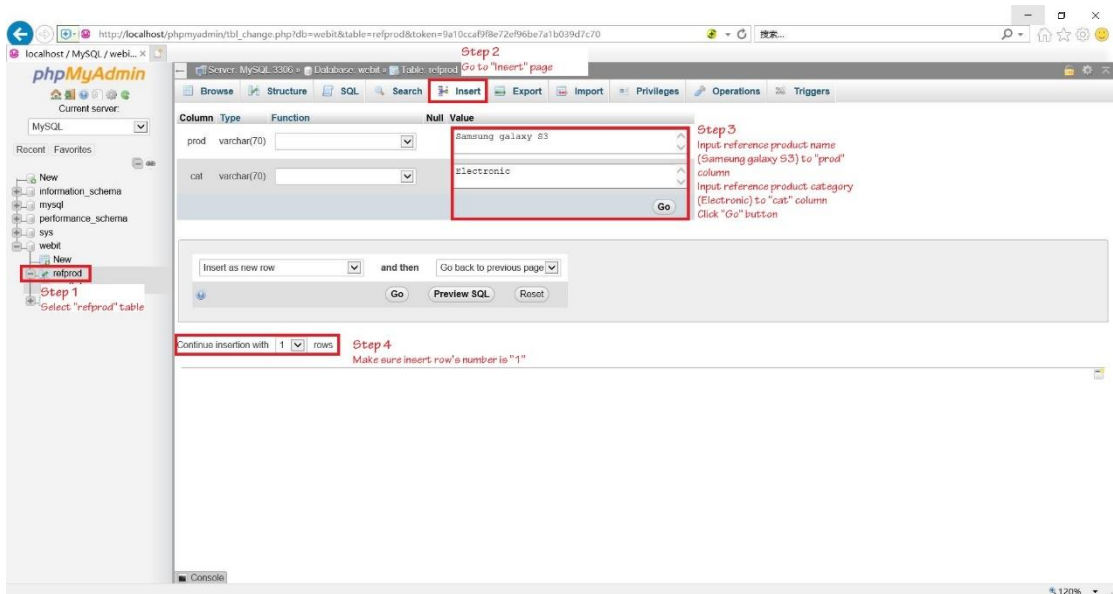 http://localhost/phpmyadmin/tbl_change.php?db=webit&table=refprod&token=9a10ccaf9f8e72ef96be7a1b039d7c70
搜索...
localhost / MySQL / webi...
Step 2
Go to "Insert" page
phpMyAdmin
Server: MySQL:3306 » Database: webit » Table: refprod
Browse Structure SQL Search Insert Export Import Privileges Operations Triggers
Current server:
MySQL
Recent Favorites
New
information_schema
mysql
performance_schema
sys
webit
New
refprod
Step 1
Select "refprod" table
Column Type Function Null Value
prod varchar(70) Samsung galaxy S3
cat varchar(70) Electronic
Go
Step 3
Input reference product name
(Samsung galaxy S3) to "prod"
column
Input reference product category
(Electronic) to "cat" column
Click "Go" button
Insert as new row and then Go back to previous page
Go Preview SQL Reset
Continue insertion with 1 rows
Step 4
Make sure insert row's number is "1"
Console
120%